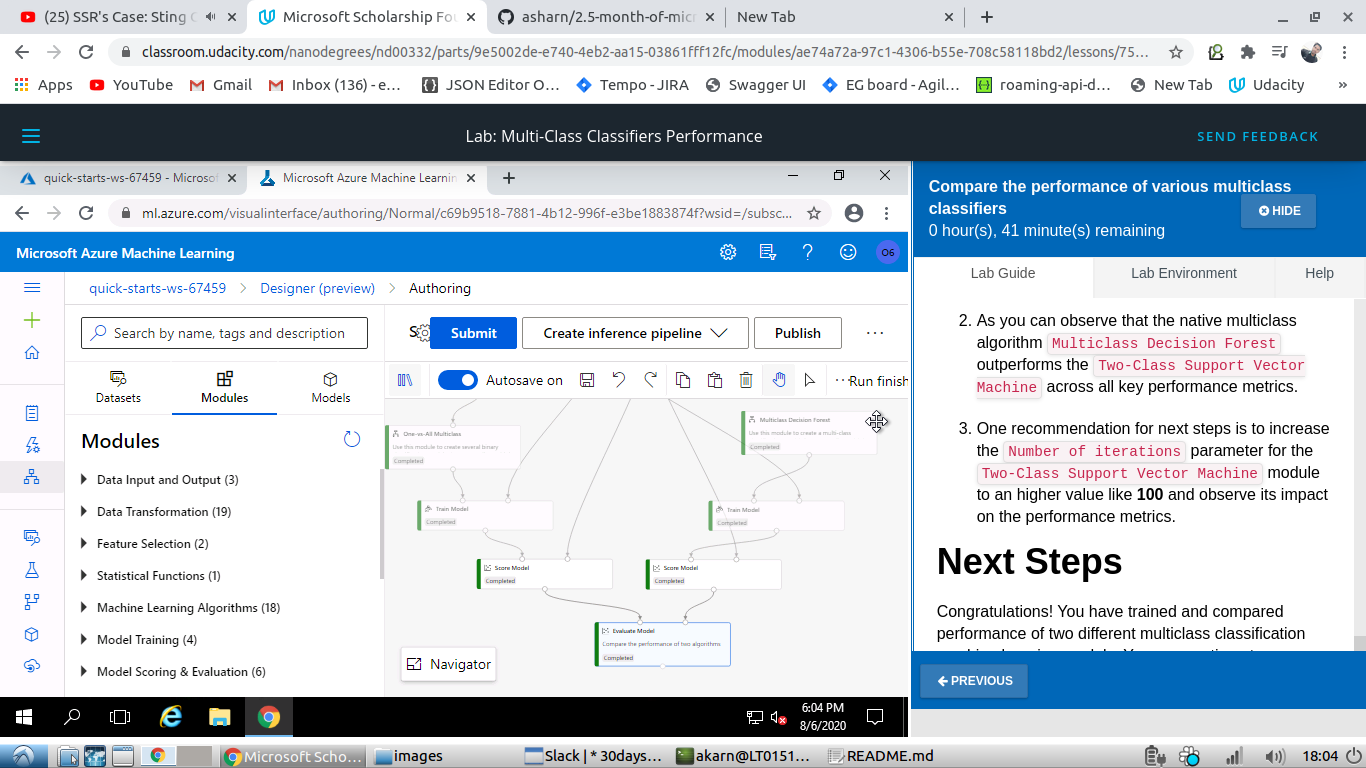 (25) SSR's Case: Sting
Microsoft Scholarship Fou
asharn/2.5-month-of-mic
New Tab
classroom.udacity.com/nanodegrees/nd00332/parts/9e5002de-e740-4eb2-aa15-03861fff12fc/modules/ae74a72a-97c1-4306-b55e-708c58118bd2/lessons/75...
Apps YouTube Gmail Inbox (136) - e... JSON Editor O... Tempo - JIRA Swagger UI EG board - Agil... roaming-api-d... New Tab Udacity »
Lab: Multi-Class Classifiers Performance
SEND FEEDBACK
quick-starts-ws-67459 - Microsof
Microsoft Azure Machine Learnin
ml.azure.com/visualinterface/authoring/Normal/c69b9518-7881-4b12-996f-e3be1883874f?wsid=/subsc...
Microsoft Azure Machine Learning
O6
quick-starts-ws-67459 > Designer (preview) > Authoring
Search by name, tags and description
S
Submit
Create inference pipeline
Publish
Datasets
Modules
Models
Autosave on
Run finish
Modules
Data Input and Output (3)
Data Transformation (19)
Feature Selection (2)
Statistical Functions (1)
Machine Learning Algorithms (18)
Model Training (4)
Model Scoring & Evaluation (6)
One-vs-All Multiclass
Use this module to create several binary
Completed
Multiclass Decision Forest
Use this module to create a multi-class
Completed
Train Model
Completed
Train Model
Completed
Score Model
Completed
Score Model
Completed
Evaluate Model
Compare the performance of two algorithms
Completed
Navigator
6:04 PM
8/6/2020
Compare the performance of various multiclass
classifiers
HIDE
0 hour(s), 41 minute(s) remaining
Lab Guide
Lab Environment
Help
2. As you can observe that the native multiclass
algorithm Multiclass Decision Forest
outperforms the Two-Class Support Vector
Machine across all key performance metrics.
3. One recommendation for next steps is to increase
the Number of iterations parameter for the
Two-Class Support Vector Machine module
to an higher value like 100 and observe its impact
on the performance metrics.
Next Steps
Congratulations! You have trained and compared
performance of two different multiclass classification
PREVIOUS
Microsoft Scho...
images
Slack | * 30days...
akarn@LT0151...
README.md
18:04